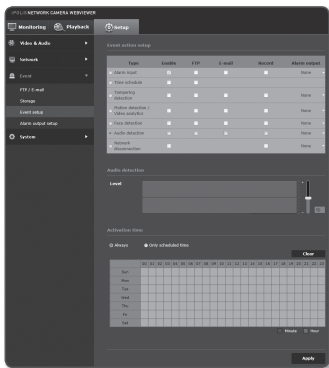 iPOLiS NETWORK CAMERA WEBVIEWER
Monitoring Playback Setup
Video & Audio
Network
Event
FTP / E-mail
Storage
Event setup
Alarm output setup
System
Event action setup
Type Enable FTP E-mail Record Alarm output
Alarm input None
Time schedule
Tampering detection None
Motion detection / Video analytics None
Face detection None
Audio detection None
Network disconnection None
Audio detection
Level
Activation time
Always Only scheduled time
Clear
00 01 02 03 04 05 06 07 08 09 10 11 12 13 14 15 16 17 18 19 20 21 22 23
Sun
Mon
Tue
Wed
Thu
Fri
Sat
Minute Hour
Apply